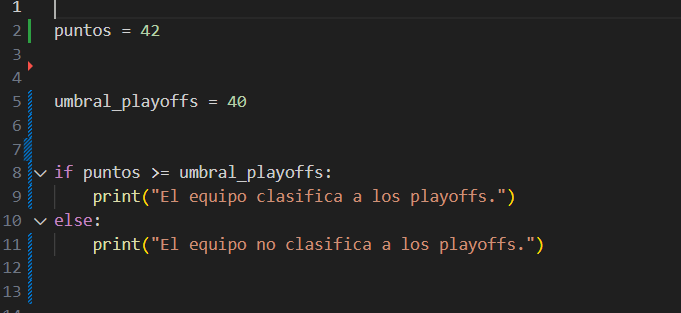 1
2 puntos = 42
3
4
5 umbral_playoffs = 40
6
7
8 if puntos >= umbral_playoffs:
9 print("El equipo clasifica a los playoffs.")
10 else:
11 print("El equipo no clasifica a los playoffs.")
12
13